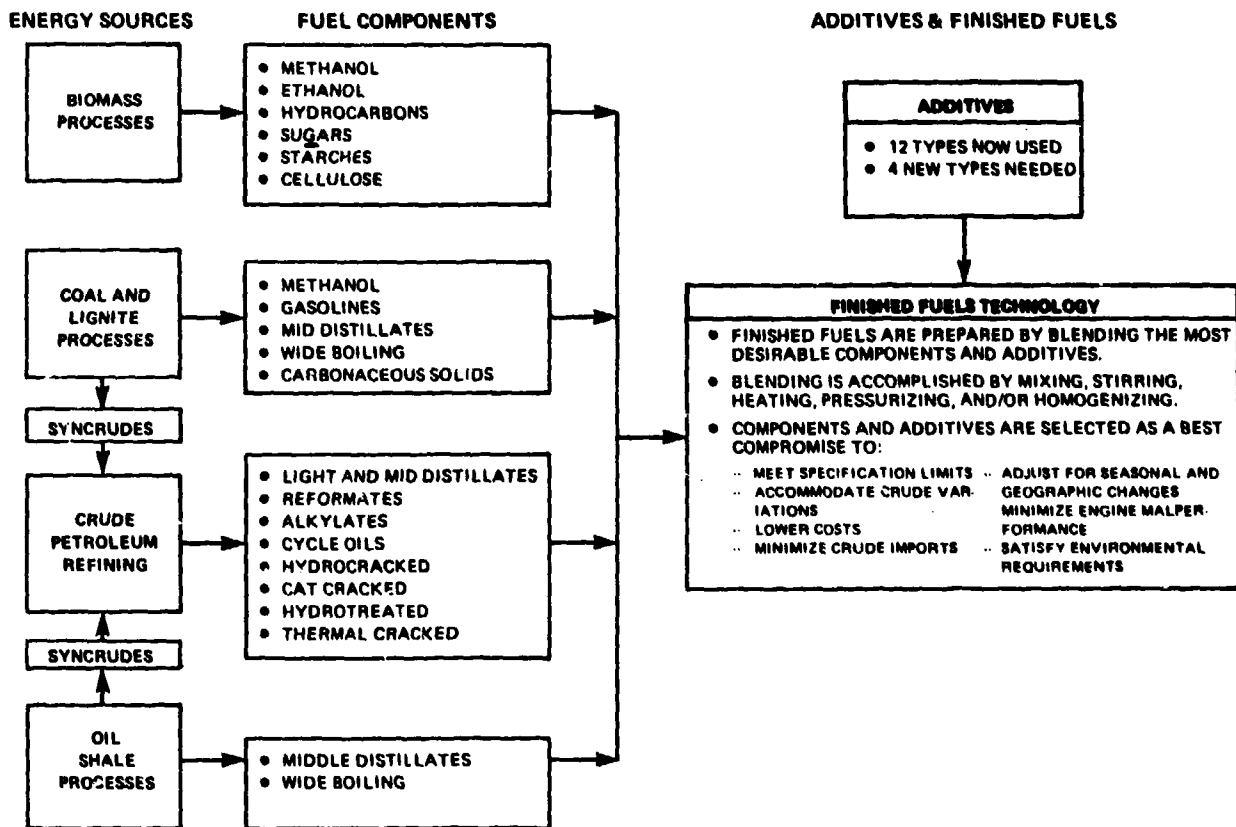 ENERGY SOURCES
FUEL COMPONENTS
ADDITIVES & FINISHED FUELS
BIOMASS
PROCESSES
• METHANOL
• ETHANOL
• HYDROCARBONS
• SUGARS
• STARCHES
• CELLULOSE
ADDITIVES
• 12 TYPES NOW USED
• 4 NEW TYPES NEEDED
COAL AND
LIGNITE
PROCESSES
• METHANOL
• GASOLINES
• MID DISTILLATES
• WIDE BOILING
• CARBONACEOUS SOLIDS
SYNCRUDES
CRUDE
PETROLEUM
REFINING
• LIGHT AND MID DISTILLATES
• REFORMATES
• ALKYLATES
• CYCLE OILS
• HYDROCRACKED
• CAT CRACKED
• HYDROTREATED
• THERMAL CRACKED
SYNCRUDES
OIL
SHALE
PROCESSES
• MIDDLE DISTILLATES
• WIDE BOILING
FINISHED FUELS TECHNOLOGY
• FINISHED FUELS ARE PREPARED BY BLENDING THE MOST
DESIRABLE COMPONENTS AND ADDITIVES.
• BLENDING IS ACCOMPLISHED BY MIXING, STIRRING,
HEATING, PRESSURIZING, AND/OR HOMOGENIZING.
• COMPONENTS AND ADDITIVES ARE SELECTED AS A BEST
COMPROMISE TO:
·· MEET SPECIFICATION LIMITS
·· ACCOMMODATE CRUDE VAR-
IATIONS
·· LOWER COSTS
·· MINIMIZE CRUDE IMPORTS
·· ADJUST FOR SEASONAL AND
GEOGRAPHIC CHANGES
MINIMIZE ENGINE MALPER-
FORMANCE
·· SATISFY ENVIRONMENTAL
REQUIREMENTS